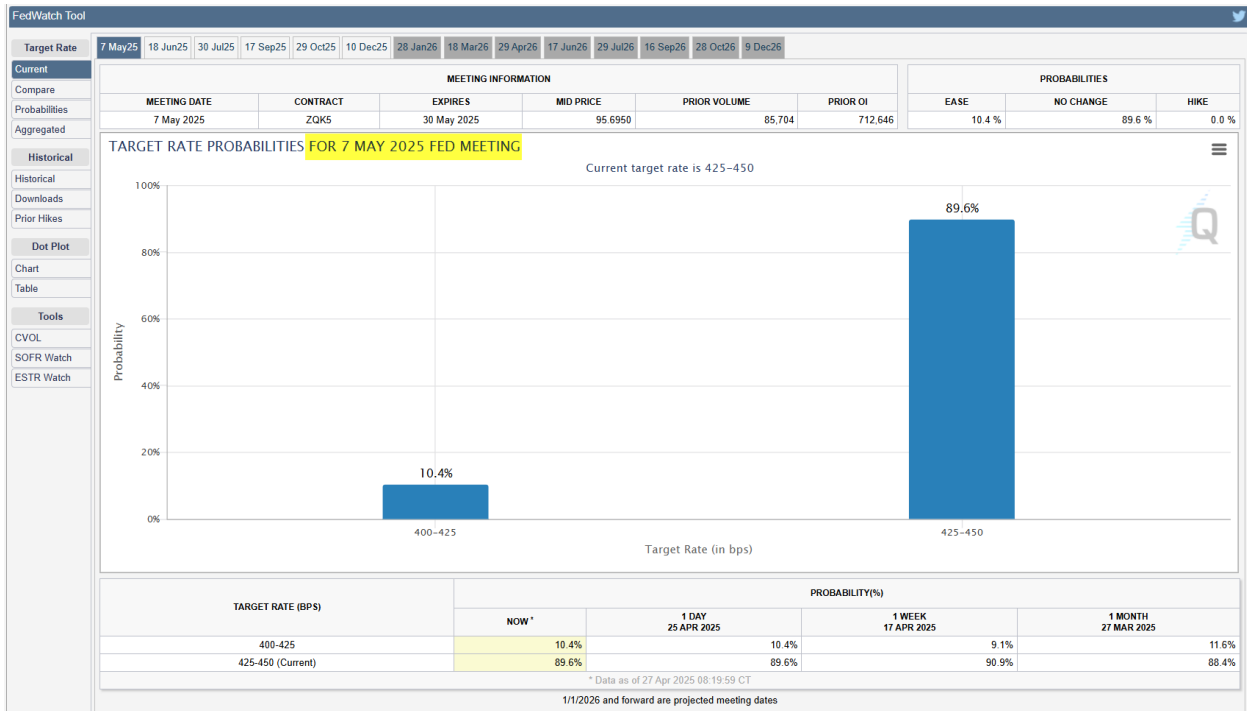 FedWatch Tool
Target Rate
Current
Compare
Probabilities
Aggregated
Historical
Historical
Downloads
Prior Hikes
Dot Plot
Chart
Table
Tools
CVOL
SOFR Watch
ESTR Watch
7 May25 18 Jun25 30 Jul25 17 Sep25 29 Oct25 10 Dec25 28 Jan26 18 Mar26 29 Apr26 17 Jun26 29 Jul26 16 Sep26 28 Oct26 9 Dec26
MEETING INFORMATION
MEETING DATE CONTRACT EXPIRES MID PRICE PRIOR VOLUME PRIOR OI
7 May 2025 ZQK5 30 May 2025 95.6950 85,704 712,646
PROBABILITIES
EASE NO CHANGE HIKE
10.4 % 89.6 % 0.0 %
TARGET RATE PROBABILITIES FOR 7 MAY 2025 FED MEETING
Current target rate is 425-450
Q
100%
80%
60%
40%
20%
0%
Probability
10.4%
89.6%
400-425 425-450
Target Rate (in bps)
TARGET RATE (BPS) PROBABILITY(%)
NOW * 1 DAY 25 APR 2025 1 WEEK 17 APR 2025 1 MONTH 27 MAR 2025
400-425 10.4% 10.4% 9.1% 11.6%
425-450 (Current) 89.6% 89.6% 90.9% 88.4%
* Data as of 27 Apr 2025 08:19:59 CT
1/1/2026 and forward are projected meeting dates